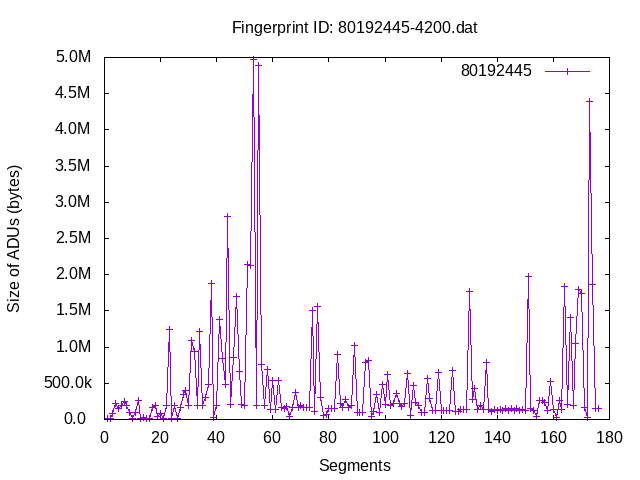 Fingerprint ID: 80192445-4200.dat
80192445
5.0M
4.5M
4.0M
3.5M
3.0M
2.5M
2.0M
1.5M
1.0M
500.0k
0.0
Size of ADUs (bytes)
0 20 40 60 80 100 120 140 160 180
Segments